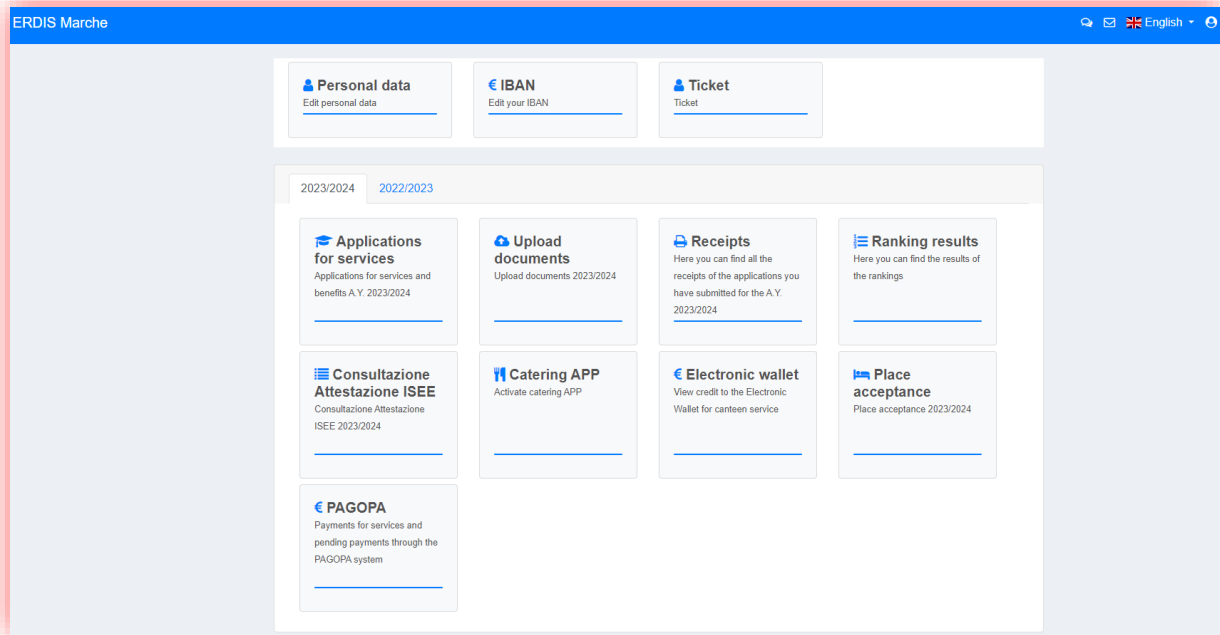 ERDIS Marche
English
Personal data
Edit personal data
IBAN
Edit your IBAN
Ticket
Ticket
2023/2024 2022/2023
Applications
for services
Applications for services and
benefits A.Y. 2023/2024
Upload
documents
Upload documents 2023/2024
Receipts
Here you can find all the
receipts of the applications you
have submitted for the A.Y.
2023/2024
Ranking results
Here you can find the results of
the rankings
Consultazione
Attestazione ISEE
Consultazione Attestazione
ISEE 2023/2024
Catering APP
Activate catering APP
€ Electronic wallet
View credit to the Electronic
Wallet for canteen service
Place
acceptance
Place acceptance 2023/2024
€ PAGOPA
Payments for services and
pending payments through the
PAGOPA system